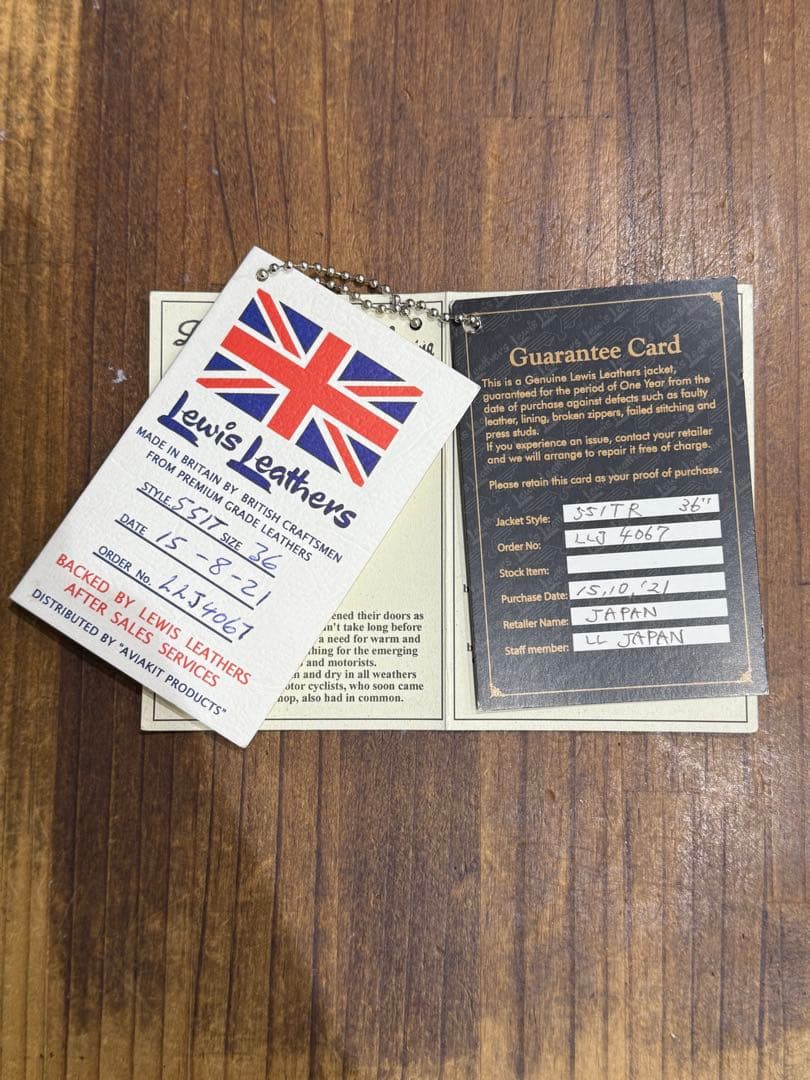 Lewis Leathers
MADE IN BRITAIN BY BRITISH CRAFTSMEN
FROM PREMIUM GRADE LEATHERS
STYLE 551T SIZE 36
DATE 15-8-21
ORDER No. LLJ4067
BACKED BY LEWIS LEATHERS
AFTER SALES SERVICES
DISTRIBUTED BY "AVIAKIT PRODUCTS"
ened their doors as
n't take long before
a need for warm and
thing for the emerging
and motorists.
and dry in all weathers
otor cyclists, who soon came
hop, also had in common.
Guarantee Card
This is a Genuine Lewis Leathers jacket,
guaranteed for the period of One Year from the
date of purchase against defects such as faulty
leather, lining, broken zippers, failed stitching and
press studs.
If you experience an issue, contact your retailer
and we will arrange to repair it free of charge.
Please retain this card as your proof of purchase.
Jacket Style: 551TR 36"
Order No: LLJ 4067
Stock Item:
Purchase Date: 15,10,'21
Retailer Name: JAPAN
Staff member: LL JAPAN